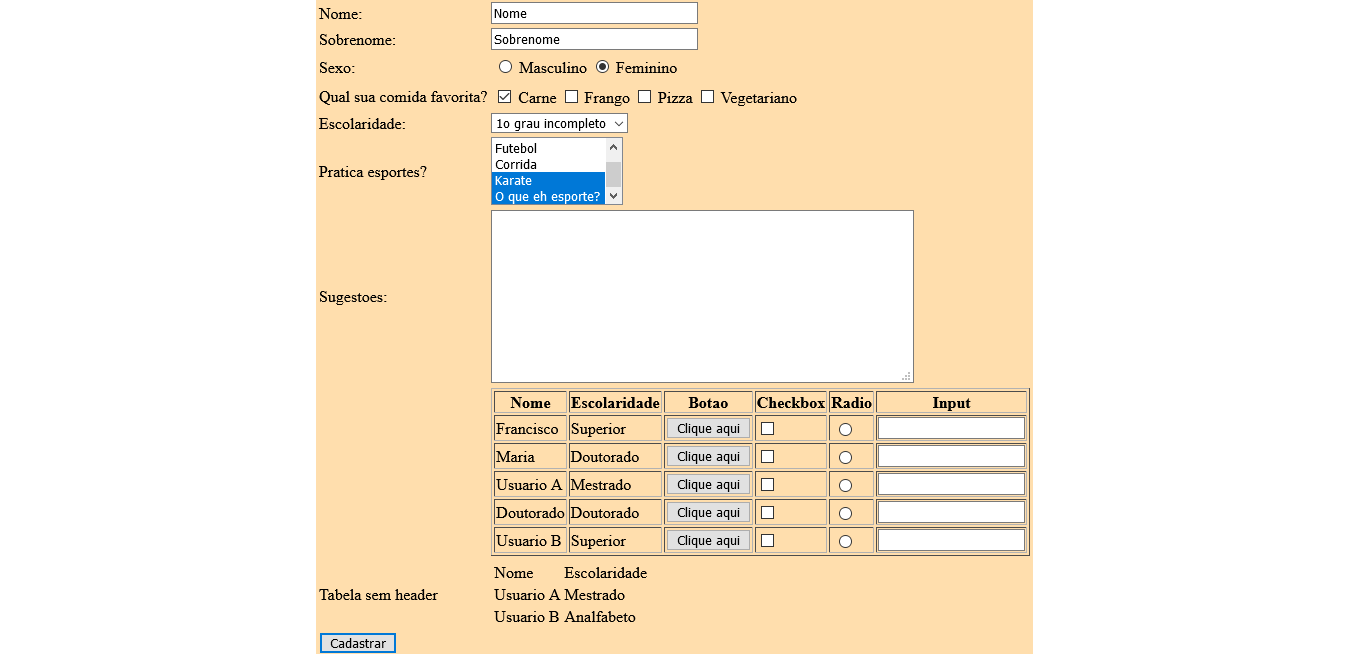 Nome: Nome
Sobrenome: Sobrenome
Sexo: Masculino Feminino
Qual sua comida favorita? Carne Frango Pizza Vegetariano
Escolaridade: 1o grau incompleto
Futebol
Corrida
Pratica esportes?
Karate
O que eh esporte?
Sugestoes:
Nome Escolaridade Botao Checkbox Radio Input
Francisco Superior Clique aqui
Maria Doutorado Clique aqui
Usuario A Mestrado Clique aqui
Doutorado Doutorado Clique aqui
Usuario B Superior Clique aqui
Nome Escolaridade
Tabela sem header Usuario A Mestrado
Usuario B Analfabeto
Cadastrar